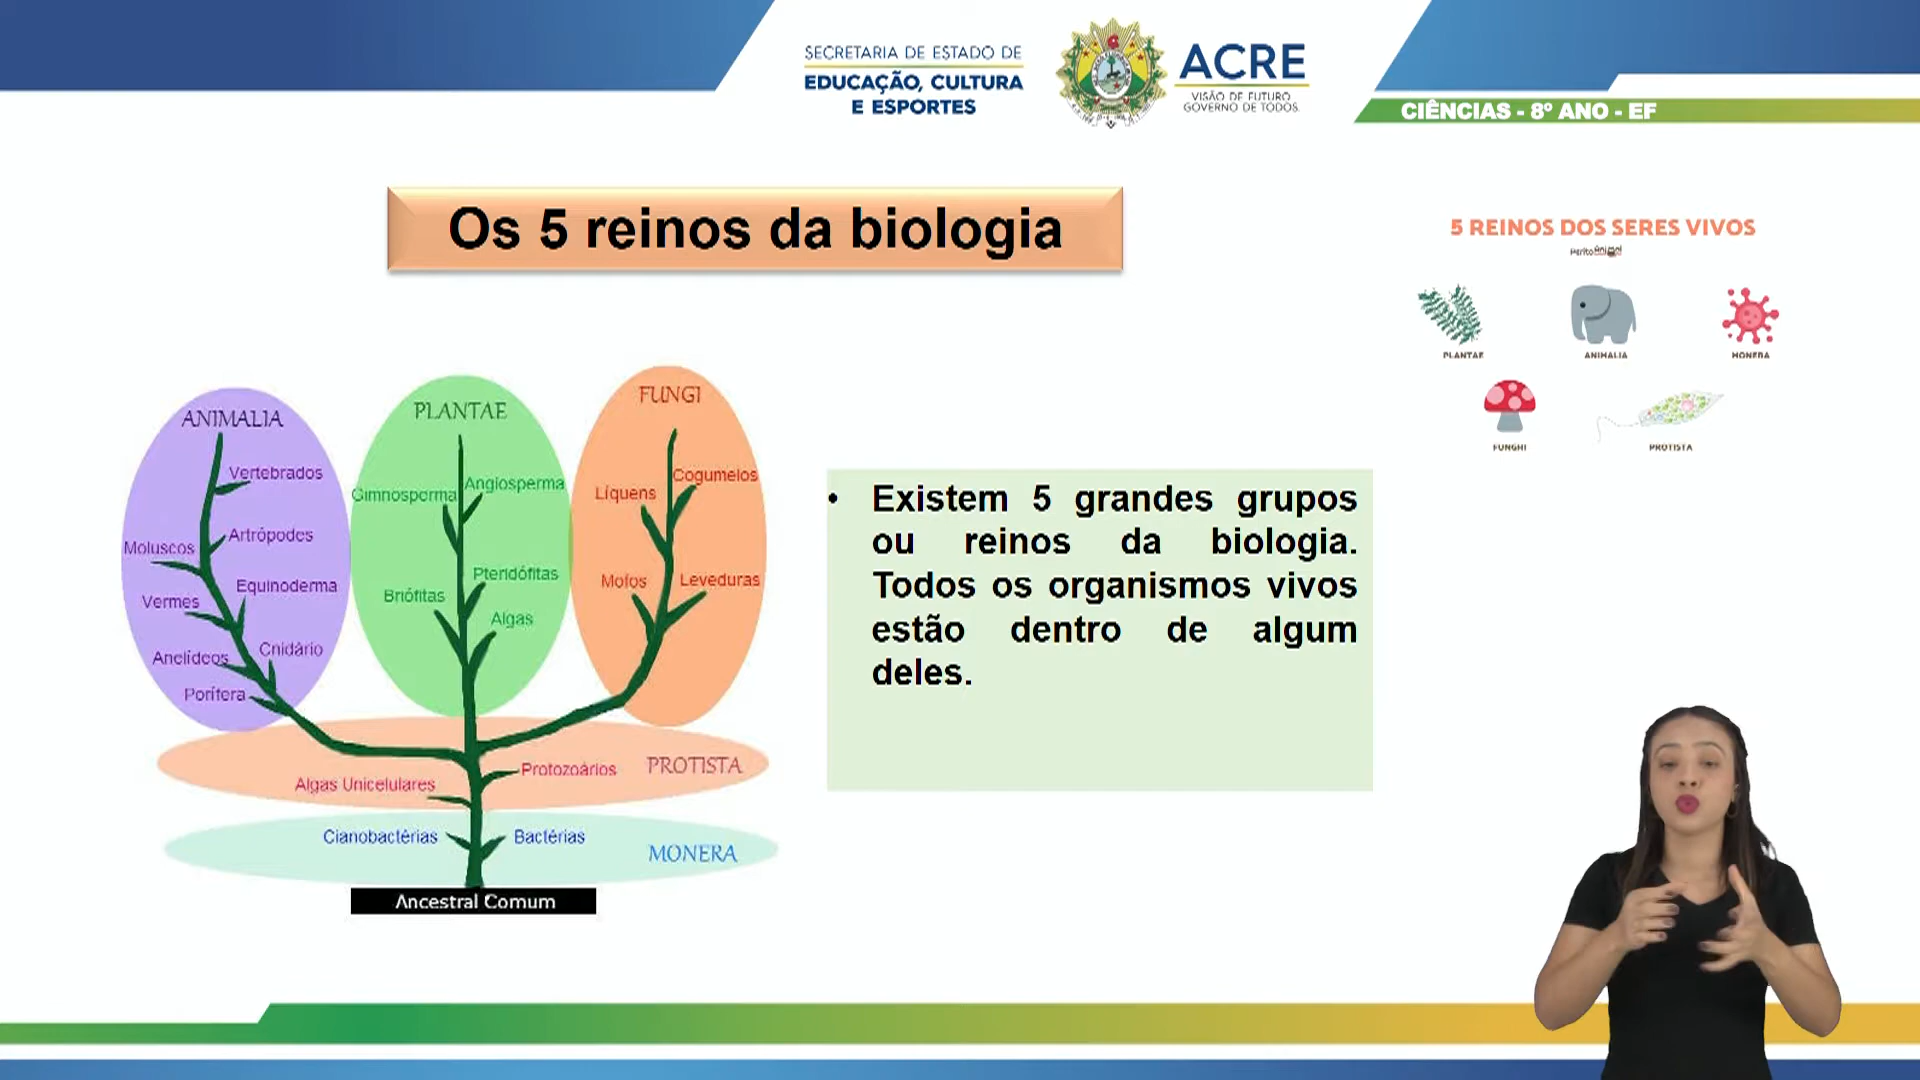 SECRETARIA DE ESTADO DE
EDUCAÇÃO, CULTURA
E ESPORTES
ACRE
VISÃO DE FUTURO
GOVERNO DE TODOS
CIÊNCIAS - 8º ANO - EF
Os 5 reinos da biologia
5 REINOS DOS SERES VIVOS
PeritoAnimal
PLANTAE
ANIMALIA
MONERA
FUNGHI
PROTISTA
ANIMALIA
Vertebrados
Artrópodes
Moluscos
Equinoderma
Vermes
Cnidário
Anelídeos
Porífera
PLANTAE
Gimnosperma
Angiosperma
Pteridófitas
Briófitas
Algas
FUNGI
Cogumelos
Líquens
Mofos
Leveduras
Protozoários
PROTISTA
Algas Unicelulares
Cianobactérias
Bactérias
MONERA
Ancestral Comum
• Existem 5 grandes grupos
ou reinos da biologia.
Todos os organismos vivos
estão dentro de algum
deles.